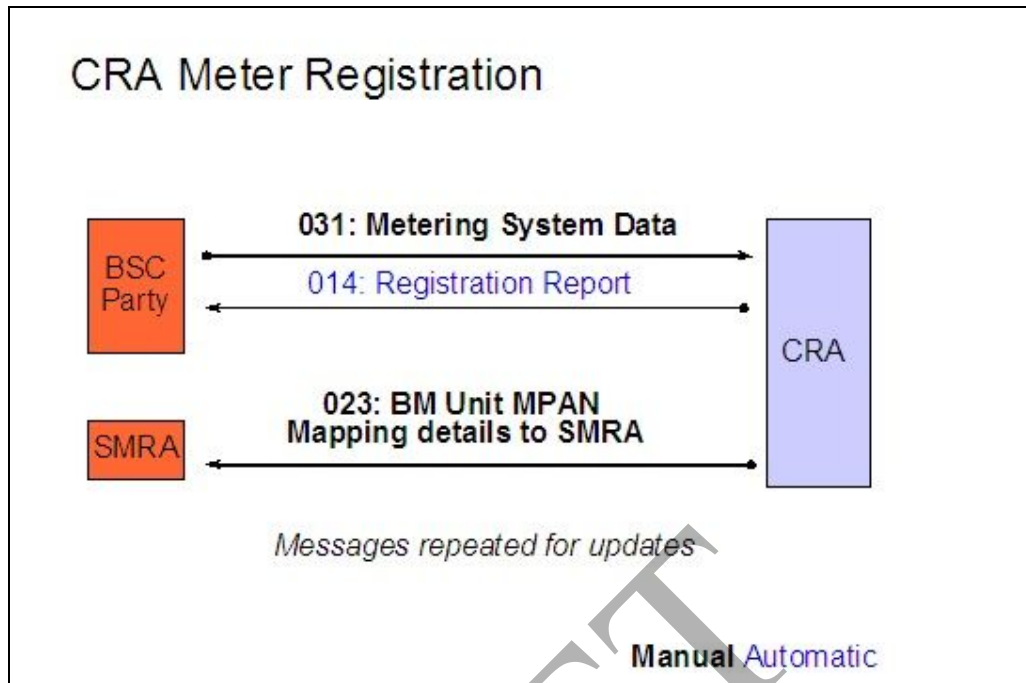 CRA Meter Registration
031: Metering System Data
BSC
Party
014: Registration Report
CRA
023: BM Unit MPAN
Mapping details to SMRA
SMRA
Messages repeated for updates
Manual Automatic